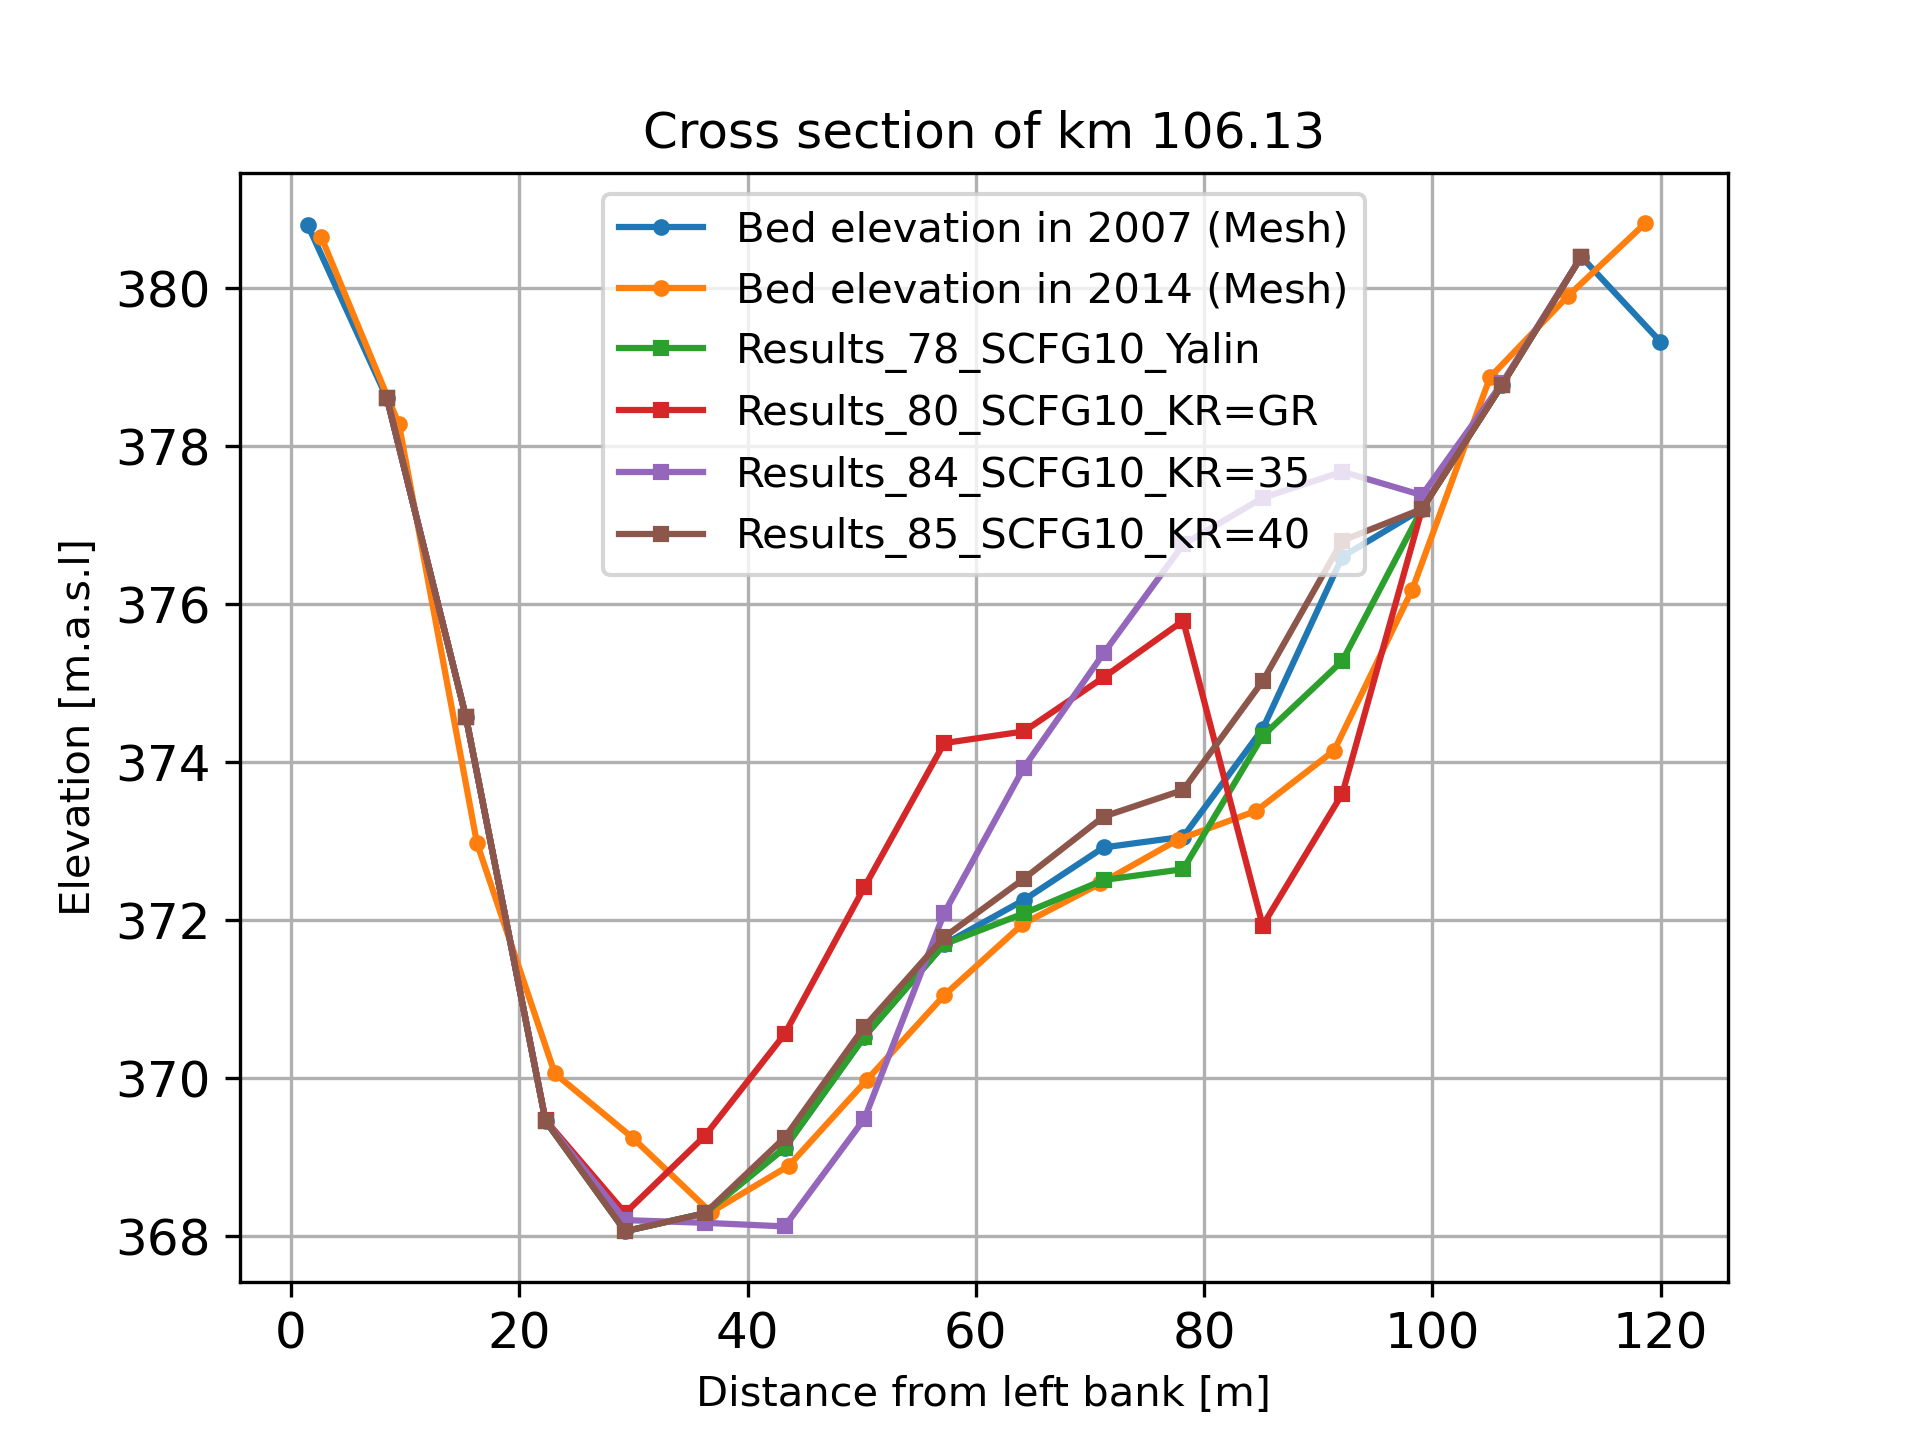 Cross section of km 106.13
Bed elevation in 2007 (Mesh)
Bed elevation in 2014 (Mesh)
Results_78_SCFG10_Yalin
Results_80_SCFG10_KR=GR
Results_84_SCFG10_KR=35
Results_85_SCFG10_KR=40
380
378
376
374
372
370
368
Elevation [m.a.s.l]
0 20 40 60 80 100 120
Distance from left bank [m]